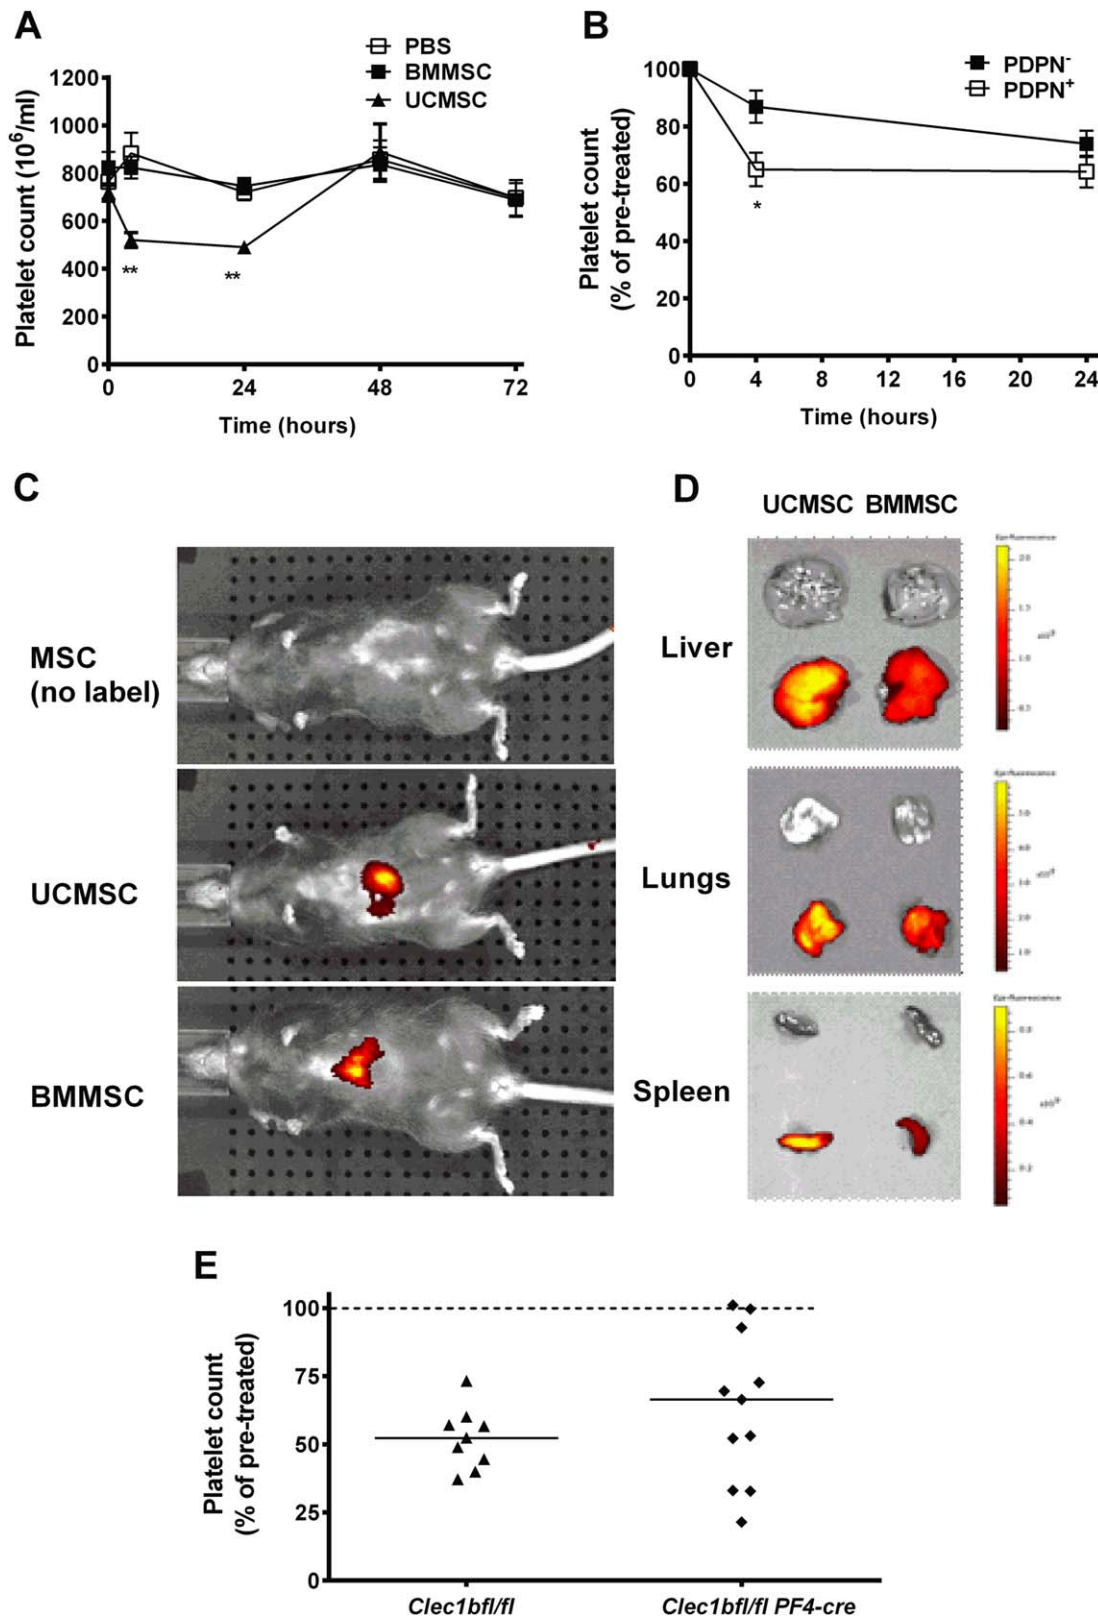 A
PBS
BMMSC
UCMSC
Platelet count (10⁶/ml)
1200
1000
800
600
400
200
0
**
**
0
24
48
72
Time (hours)
B
PDPN⁻
PDPN⁺
Platelet count
(% of pre-treated)
100
80
60
40
20
0
*
0
4
8
12
16
20
24
Time (hours)
C
MSC
(no label)
UCMSC
BMMSC
D
UCMSC BMMSC
Liver
Lungs
Spleen
E
Platelet count
(% of pre-treated)
100
75
50
25
0
Clec1bfl/fl
Clec1bfl/fl PF4-cre